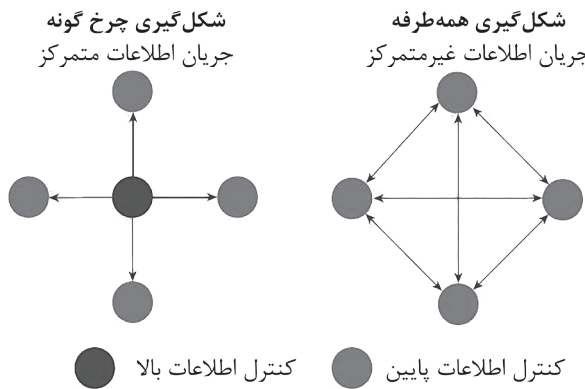 شکل‌گیری همه‌طرفه
جریان اطلاعات غیرمتمرکز
شکل‌گیری چرخ گونه
جریان اطلاعات متمرکز
کنترل اطلاعات پایین
کنترل اطلاعات بالا